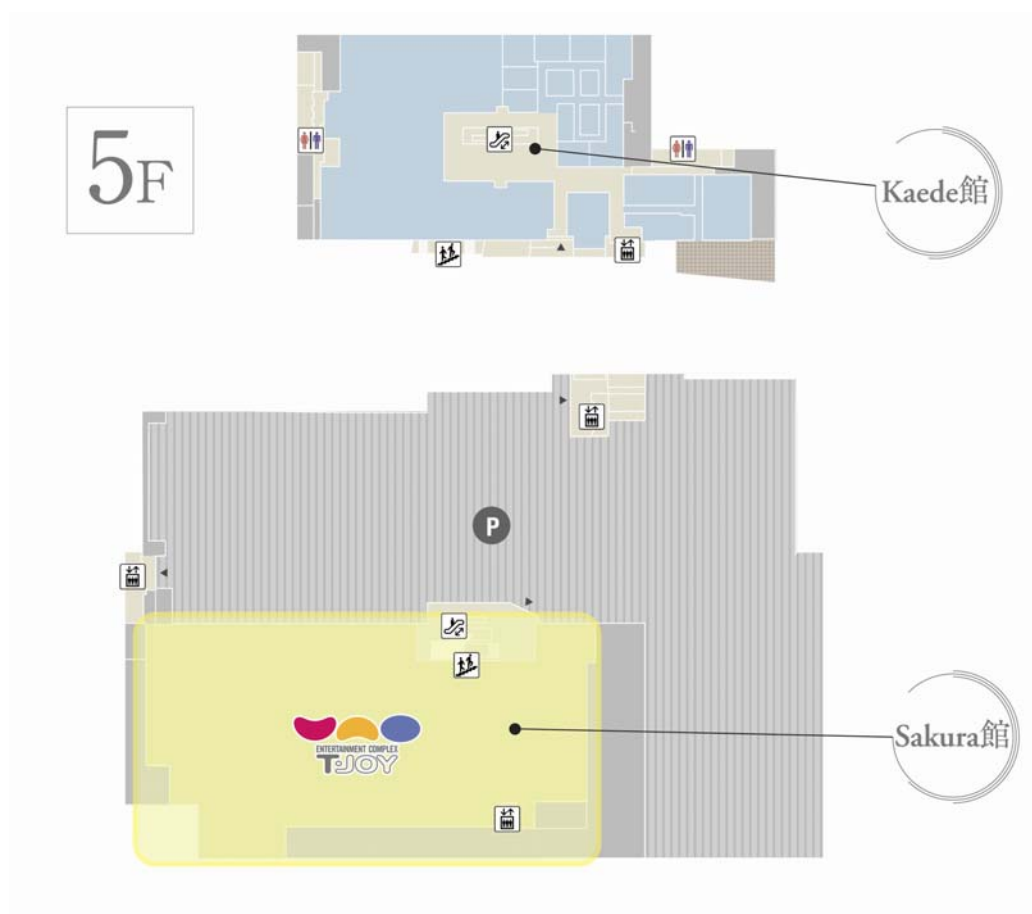 5F
Kaede館
P
ENTERTAINMENT COMPLEX
T·JOY
Sakura館